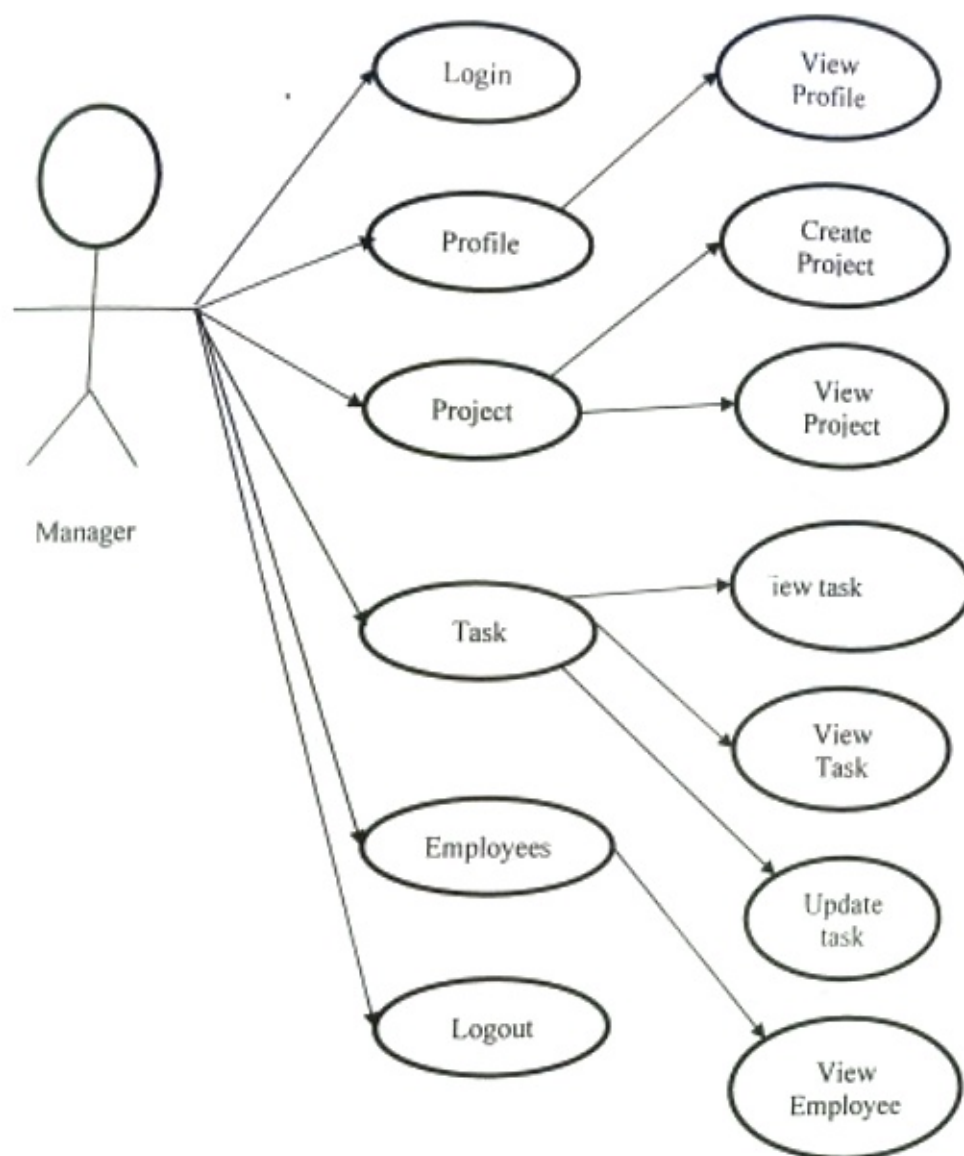 Login
View
Profile
Profile
Create
Project
Project
View
Project
Manager
iew task
Task
View
Task
Employees
Update
task
Logout
View
Employee